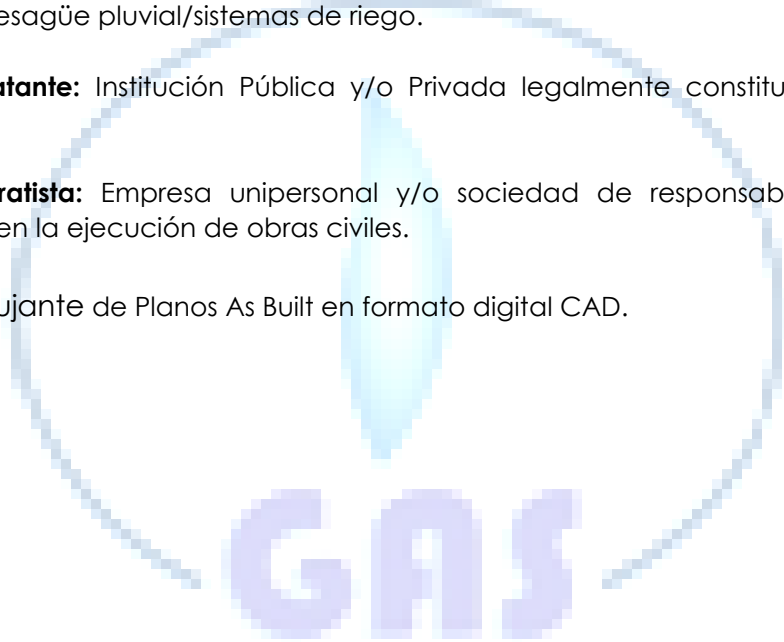 esagüe pluvial/sistemas de riego.
atante: Institución Pública y/o Privada legalmente constitu
ratista: Empresa unipersonal y/o sociedad de responsab
en la ejecución de obras civiles.
ujante de Planos As Built en formato digital CAD.
GAS